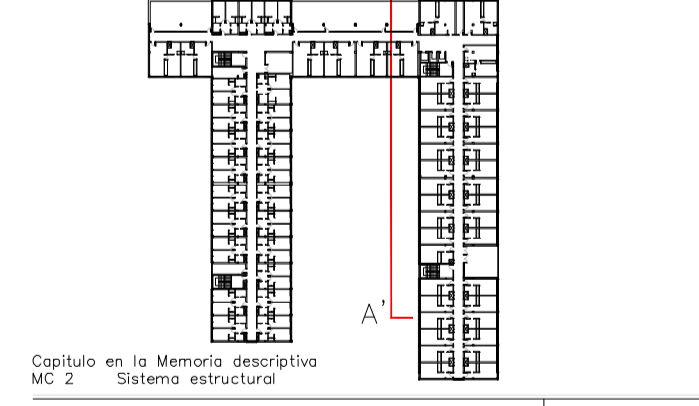 A'
Capitulo en la Memoria descriptiva
MC 2 Sistema estructural